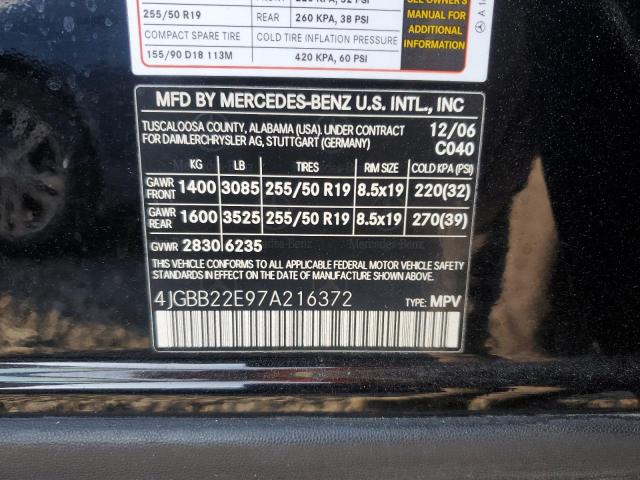 255/50 R19 REAR 260 KPA, 38 PSI
COMPACT SPARE TIRE COLD TIRE INFLATION PRESSURE
155/90 D18 113M 420 KPA, 60 PSI
SEE OWNER'S
MANUAL FOR
ADDITIONAL
INFORMATION
MFD BY MERCEDES-BENZ U.S. INTL., INC
TUSCALOOSA COUNTY, ALABAMA (USA). UNDER CONTRACT 12/06
FOR DAIMLERCHRYSLER AG, STUTTGART (GERMANY) C040
KG LB TIRES RIM SIZE COLD KPA (PSI)
GAWR FRONT 1400 3085 255/50 R19 8.5x19 220(32)
GAWR REAR 1600 3525 255/50 R19 8.5x19 270(39)
GVWR 2830 6235
THIS VEHICLE CONFORMS TO ALL APPLICABLE FEDERAL MOTOR VEHICLE SAFETY
STANDARDS IN EFFECT ON THE DATE OF MANUFACTURE SHOWN ABOVE.
4JGBB22E97A216372 TYPE: MPV